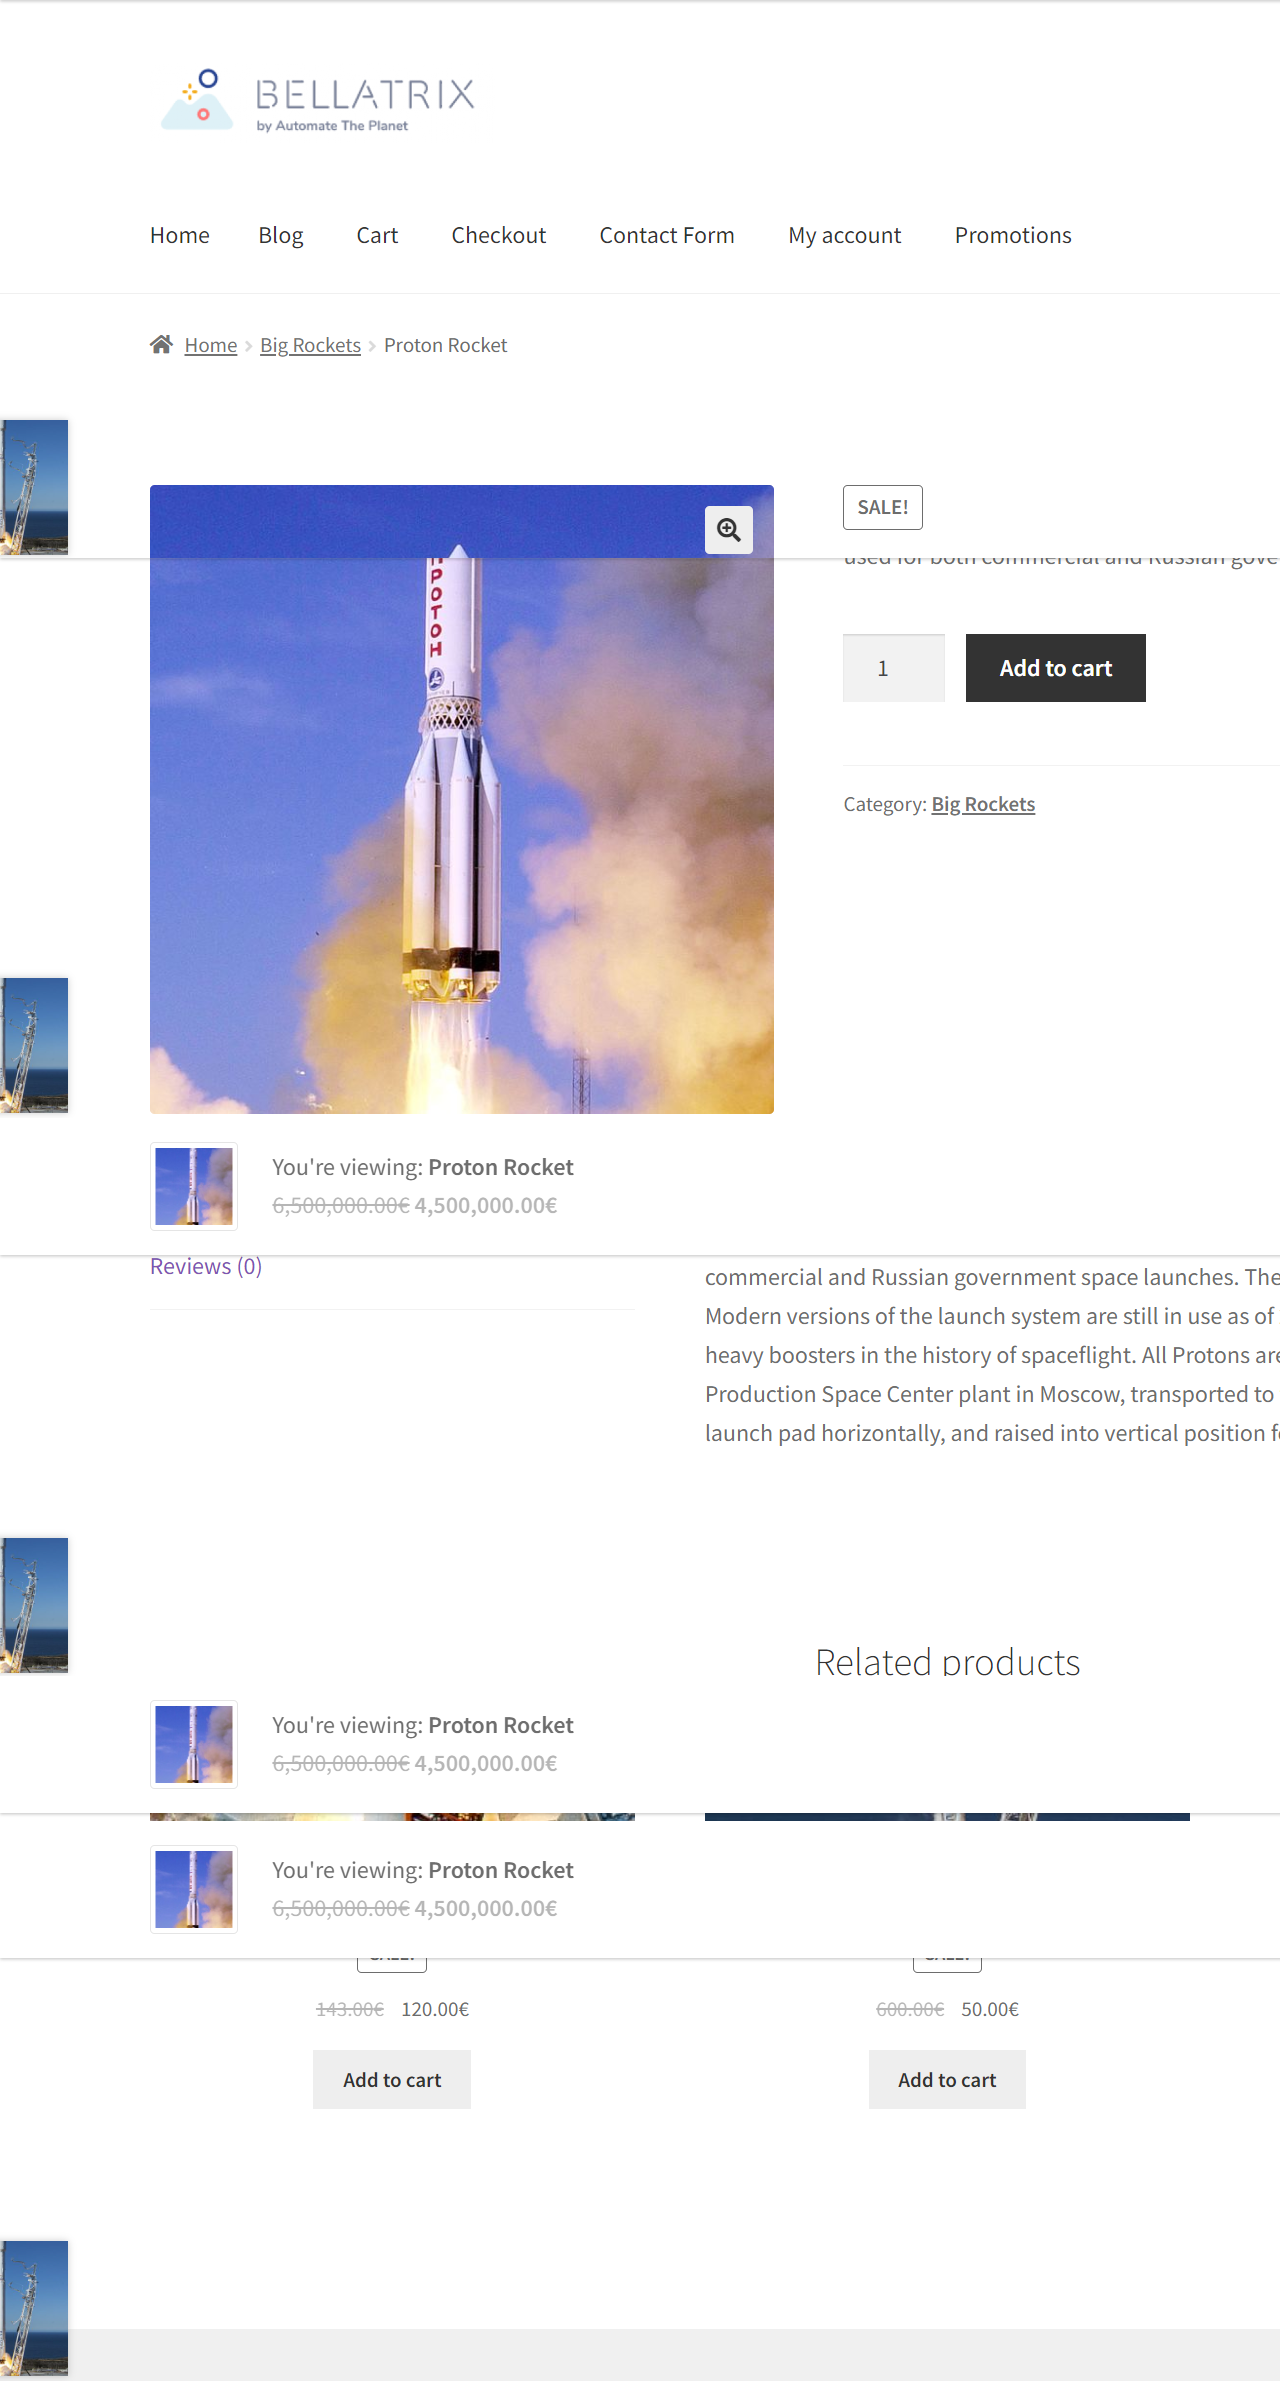 BELLATRIX
by Automate The Planet
Home Blog Cart Checkout Contact Form My account Promotions
Home Big Rockets Proton Rocket
SALE!
used for both commercial and Russian gove
ПРОТОН
1 Add to cart
Category: Big Rockets
You're viewing: Proton Rocket
6,500,000.00€ 4,500,000.00€
Reviews (0)
commercial and Russian government space launches. The
Modern versions of the launch system are still in use as of
heavy boosters in the history of spaceflight. All Protons are
Production Space Center plant in Moscow, transported to
launch pad horizontally, and raised into vertical position
Related products
You're viewing: Proton Rocket
6,500,000.00€ 4,500,000.00€
You're viewing: Proton Rocket
6,500,000.00€ 4,500,000.00€
143.00€ 120.00€
600.00€ 50.00€
Add to cart
Add to cart